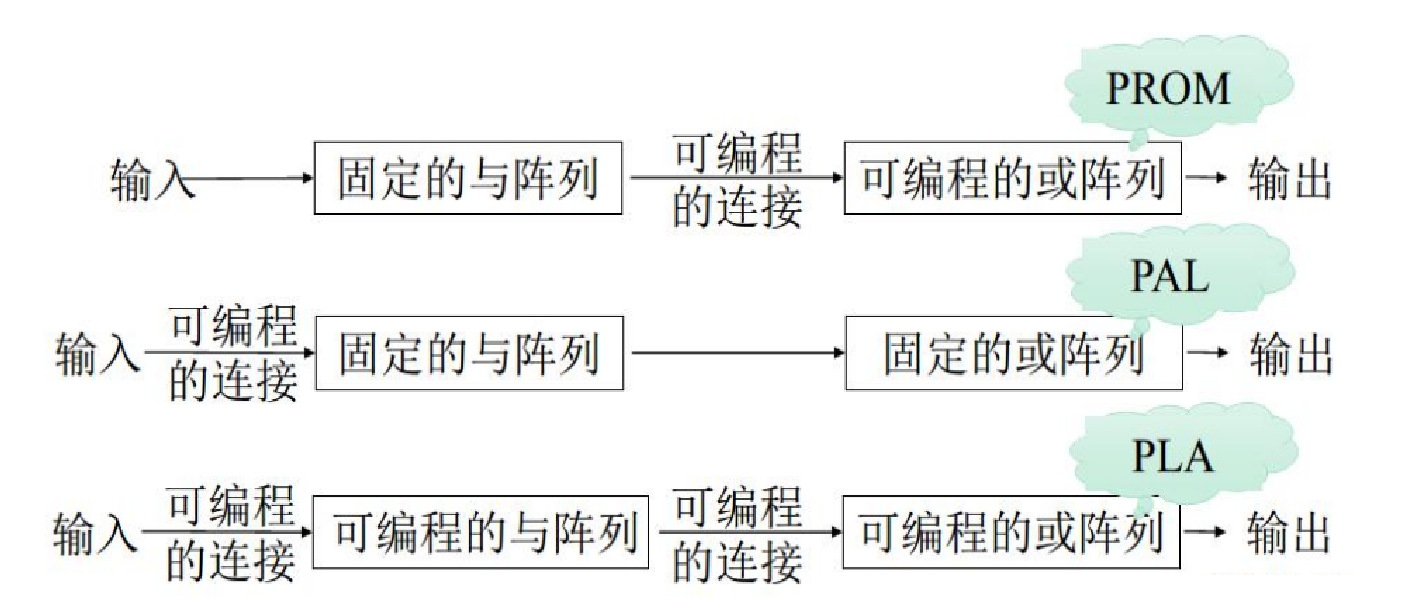 PROM
输入
固定的与阵列
可编程
的连接
可编程的或阵列
输出
PAL
输入
可编程
的连接
固定的与阵列
固定的或阵列
输出
PLA
输入
可编程
的连接
可编程的与阵列
可编程
的连接
可编程的或阵列
输出